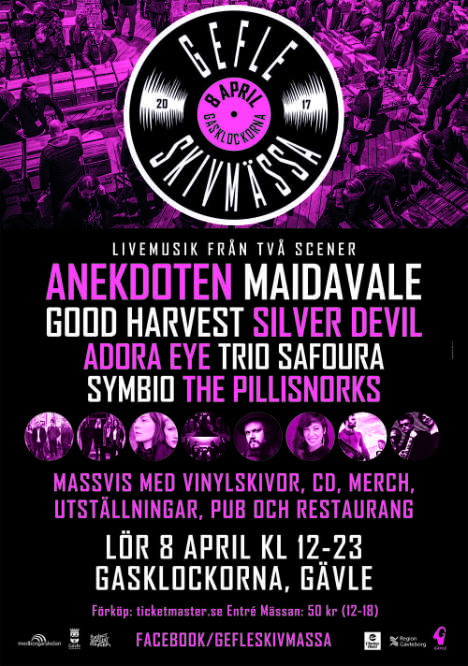 GEFLE
20 8 APRIL 17
GASKLOCKORNA
SKIVMÄSSA
LIVEMUSIK FRÅN TVÅ SCENER
ANEKDOTEN MAIDAVALE
GOOD HARVEST SILVER DEVIL
ADORA EYE TRIO SAFOURA
SYMBIO THE PILLISNORKS
MASSVIS MED VINYLSKIVOR, CD, MERCH,
UTSTÄLLNINGAR, PUB OCH RESTAURANG
LÖR 8 APRIL KL 12-23
GASKLOCKORNA, GÄVLE
Förköp: ticketmaster.se Entré Mässan: 50 kr (12-18)
medborgarskolan
FACEBOOK/GEFLESKIVMASSA
Region
Gävleborg